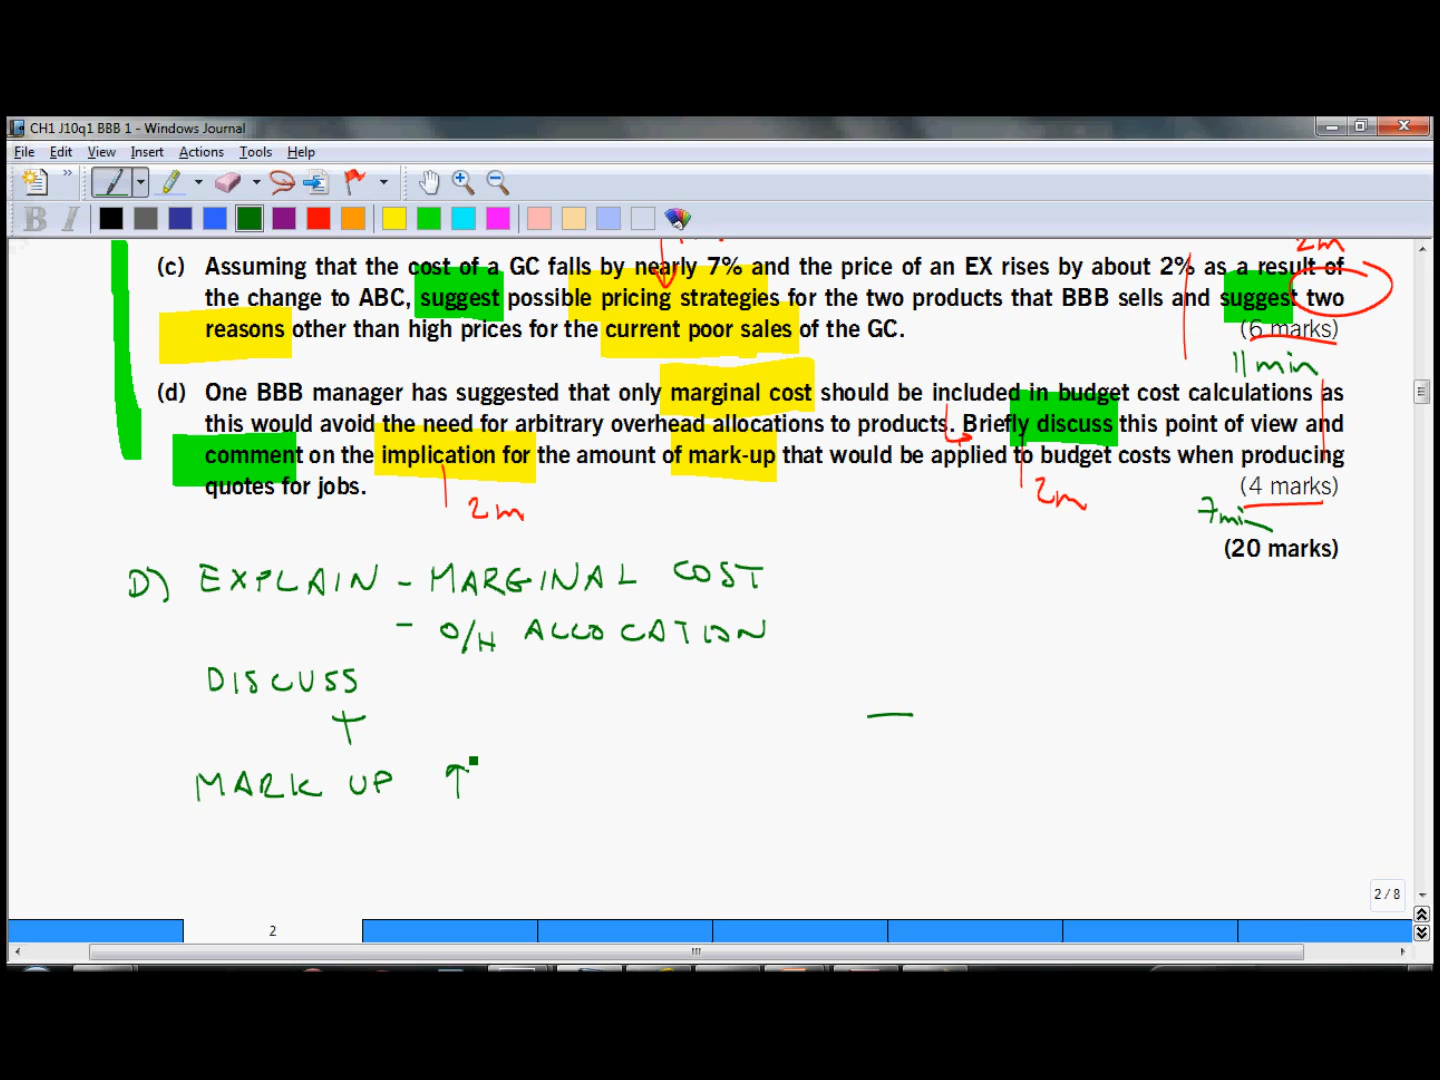 CH1 J10q1 BBB 1 - Windows Journal
File Edit View Insert Actions Tools Help
B I
2m
(c) Assuming that the cost of a GC falls by nearly 7% and the price of an EX rises by about 2% as a result of
the change to ABC, suggest possible pricing strategies for the two products that BBB sells and suggest two
reasons other than high prices for the current poor sales of the GC.
(6 marks)
11 min
(d) One BBB manager has suggested that only marginal cost should be included in budget cost calculations as
this would avoid the need for arbitrary overhead allocations to products. Briefly discuss this point of view and
comment on the implication for the amount of mark-up that would be applied to budget costs when producing
quotes for jobs.
(4 marks)
2m
2m
7min
(20 marks)
D) EXPLAIN - MARGINAL COST
- O/H ALLOCATION
DISCUSS
+ —
MARK UP ↑
2 / 8
2